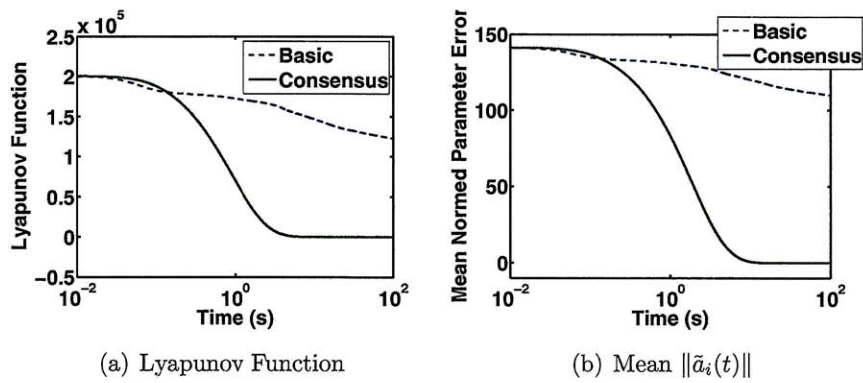 x 10^5
2.5
2
1.5
1
0.5
0
-0.5
Lyapunov Function
Basic
Consensus
10^-2
10^0
10^2
Time (s)
(a) Lyapunov Function
150
100
50
0
Mean Normed Parameter Error
Basic
Consensus
10^-2
10^0
10^2
Time (s)
(b) Mean ‖ã_i(t)‖